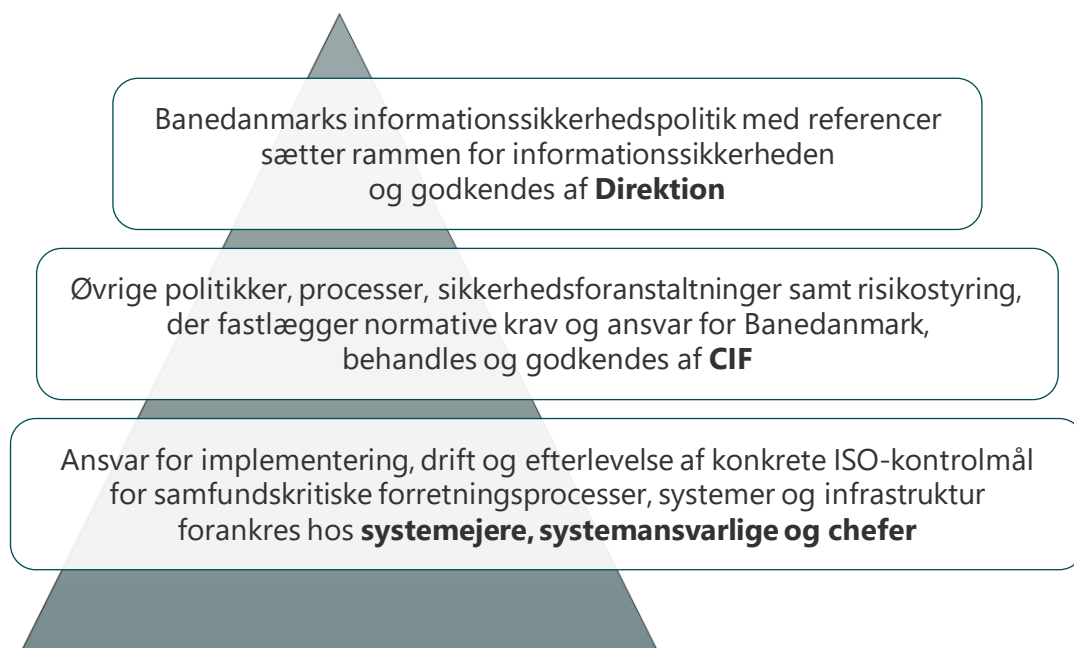 Banedanmarks informationssikkerhedspolitik med referencer
sætter rammen for informationssikkerheden
og godkendes af Direktion
Øvrige politikker, processer, sikkerhedsforanstaltninger samt risikostyring,
der fastlægger normative krav og ansvar for Banedanmark,
behandles og godkendes af CIF
Ansvar for implementering, drift og efterlevelse af konkrete ISO-kontrolmål
for samfundskritiske forretningsprocesser, systemer og infrastruktur
forankres hos systemejere, systemansvarlige og chefer